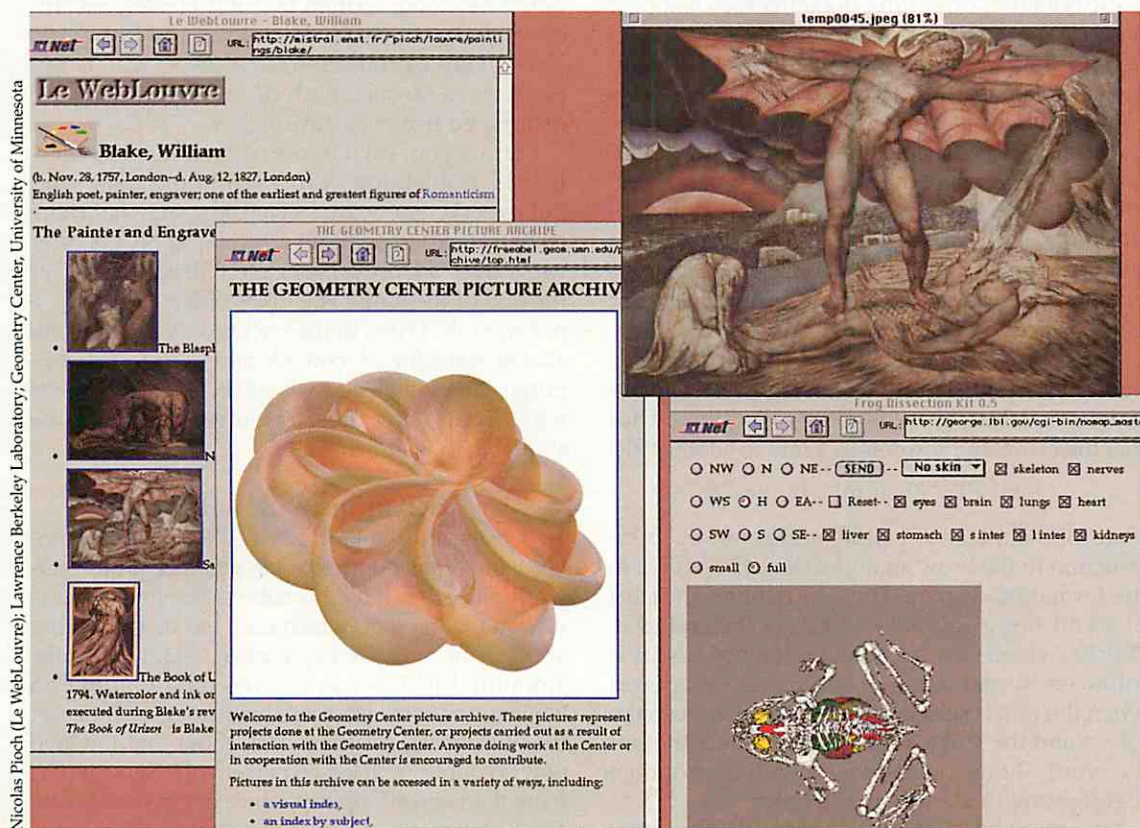 Nicolas Pioch (Le WebLouvre); Lawrence Berkeley Laboratory; Geometry Center, University of Minnesota
Le WebLouvre - Blake, William
EINet
URL:
http://mistral.enst.fr/~pioch/louvre/painti
ngs/blake/
Le WebLouvre
Blake, William
(b. Nov. 28, 1757, London--d. Aug. 12, 1827, London)
English poet, painter, engraver; one of the earliest and greatest figures of Romanticism
.
The Painter and Engrave
The Blasph
N
Sa
The Book of U
1794. Watercolor and ink or
executed during Blake's rev
The Book of Urizen is Blake
THE GEOMETRY CENTER PICTURE ARCHIVE
EINet
URL:
http://freeabel.geom.umn.edu/p
chive/top.html
THE GEOMETRY CENTER PICTURE ARCHIV
Welcome to the Geometry Center picture archive. These pictures represent
projects done at the Geometry Center, or projects carried out as a result of
interaction with the Geometry Center. Anyone doing work at the Center or
in cooperation with the Center is encouraged to contribute.
Pictures in this archive can be accessed in a variety of ways, including:
• a visual index,
• an index by subject,
temp0045.jpeg (81%)
Frog Dissection Kit 0.5
EINet
URL:
http://george.lbl.gov/cgi-bin/nomop_maste
NW N NE-- SEND -- No skin skeleton nerves
WS H EA-- Reset-- eyes brain lungs heart
SW S SE-- liver stomach s intes l intes kidneys
small full